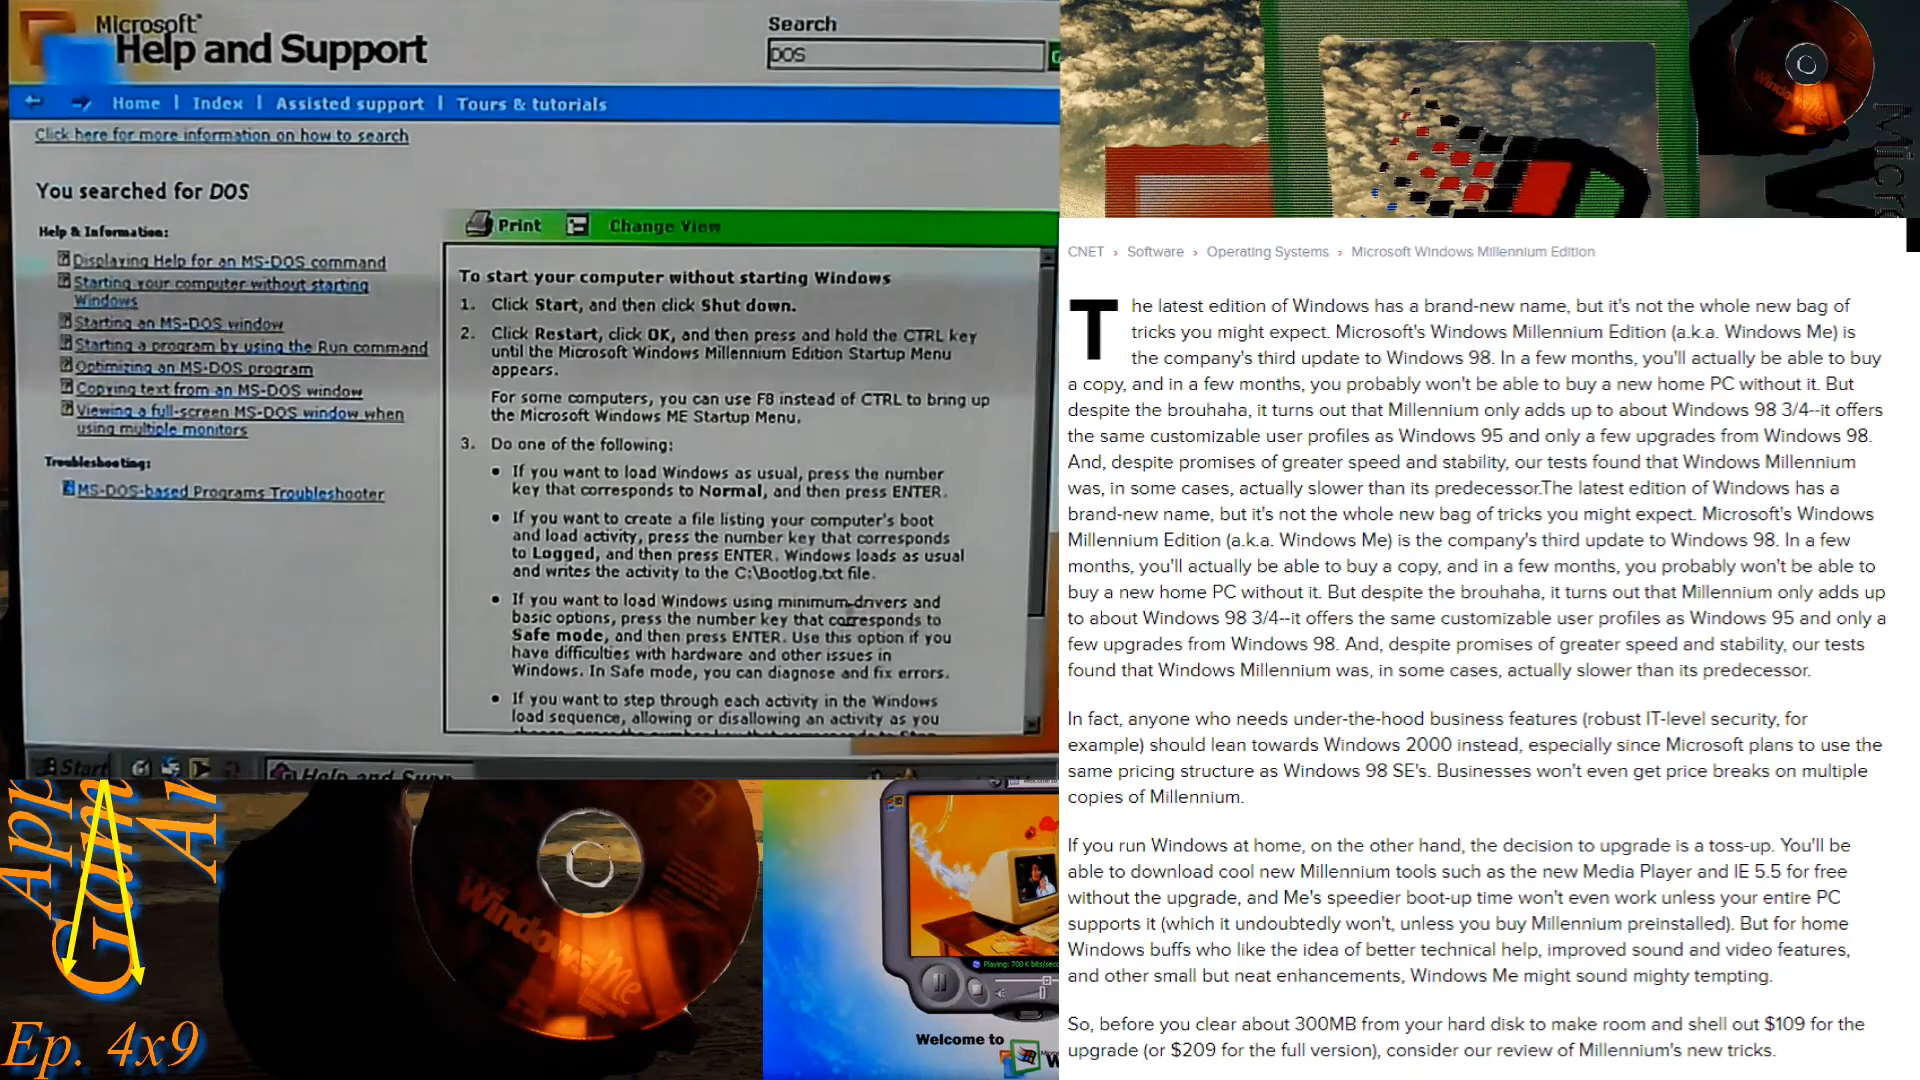 Microsoft
Help and Support
Search
DOS
Home | Index | Assisted support | Tours & tutorials
Click here for more information on how to search
You searched for DOS
Help & Information:
Displaying Help for an MS-DOS command
Starting your computer without starting
Windows
Starting an MS-DOS window
Starting a program by using the Run command
Optimizing an MS-DOS program
Copying text from an MS-DOS window
Viewing a full-screen MS-DOS window when
using multiple monitors
Troubleshooting:
MS-DOS-based Programs Troubleshooter
Print Change View
To start your computer without starting Windows
1. Click Start, and then click Shut down.
2. Click Restart, click OK, and then press and hold the CTRL key
until the Microsoft Windows Millennium Edition Startup Menu
appears.
For some computers, you can use F8 instead of CTRL to bring up
the Microsoft Windows ME Startup Menu.
3. Do one of the following:
• If you want to load Windows as usual, press the number
key that corresponds to Normal, and then press ENTER.
• If you want to create a file listing your computer's boot
and load activity, press the number key that corresponds
to Logged, and then press ENTER. Windows loads as usual
and writes the activity to the C:\Bootlog.txt file.
• If you want to load Windows using minimum drivers and
basic options, press the number key that corresponds to
Safe mode, and then press ENTER. Use this option if you
have difficulties with hardware and other issues in
Windows. In Safe mode, you can diagnose and fix errors.
• If you want to step through each activity in the Windows
load sequence, allowing or disallowing an activity as you
Start
Help and Supp
App
Gam
Ar
Ep. 4x9
Windows Me
Playing: 700 K bits/sec
Welcome to
Micr
CNET › Software › Operating Systems › Microsoft Windows Millennium Edition
The latest edition of Windows has a brand-new name, but it's not the whole new bag of
tricks you might expect. Microsoft's Windows Millennium Edition (a.k.a. Windows Me) is
the company's third update to Windows 98. In a few months, you'll actually be able to buy
a copy, and in a few months, you probably won't be able to buy a new home PC without it. But
despite the brouhaha, it turns out that Millennium only adds up to about Windows 98 3/4--it offers
the same customizable user profiles as Windows 95 and only a few upgrades from Windows 98.
And, despite promises of greater speed and stability, our tests found that Windows Millennium
was, in some cases, actually slower than its predecessor.The latest edition of Windows has a
brand-new name, but it's not the whole new bag of tricks you might expect. Microsoft's Windows
Millennium Edition (a.k.a. Windows Me) is the company's third update to Windows 98. In a few
months, you'll actually be able to buy a copy, and in a few months, you probably won't be able to
buy a new home PC without it. But despite the brouhaha, it turns out that Millennium only adds up
to about Windows 98 3/4--it offers the same customizable user profiles as Windows 95 and only a
few upgrades from Windows 98. And, despite promises of greater speed and stability, our tests
found that Windows Millennium was, in some cases, actually slower than its predecessor.
In fact, anyone who needs under-the-hood business features (robust IT-level security, for
example) should lean towards Windows 2000 instead, especially since Microsoft plans to use the
same pricing structure as Windows 98 SE's. Businesses won't even get price breaks on multiple
copies of Millennium.
If you run Windows at home, on the other hand, the decision to upgrade is a toss-up. You'll be
able to download cool new Millennium tools such as the new Media Player and IE 5.5 for free
without the upgrade, and Me's speedier boot-up time won't even work unless your entire PC
supports it (which it undoubtedly won't, unless you buy Millennium preinstalled). But for home
Windows buffs who like the idea of better technical help, improved sound and video features,
and other small but neat enhancements, Windows Me might sound mighty tempting.
So, before you clear about 300MB from your hard disk to make room and shell out $109 for the
upgrade (or $209 for the full version), consider our review of Millennium's new tricks.